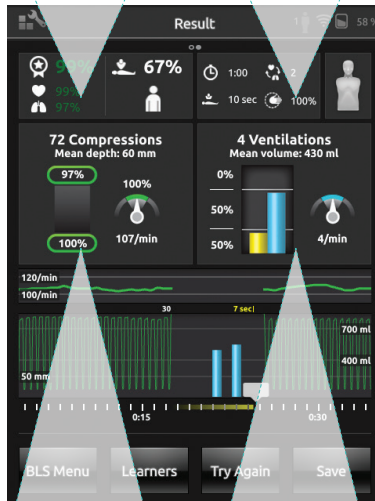 Result
1
58 %
99%
67%
99%
97%
1:00
2
10 sec
100%
72 Compressions
Mean depth: 60 mm
97%
100%
100%
107/min
4 Ventilations
Mean volume: 430 ml
0%
50%
50%
4/min
120/min
100/min
30
7 sec
700 ml
400 ml
50 mm
0:15
0:30
BLS Menu
Learners
Try Again
Save